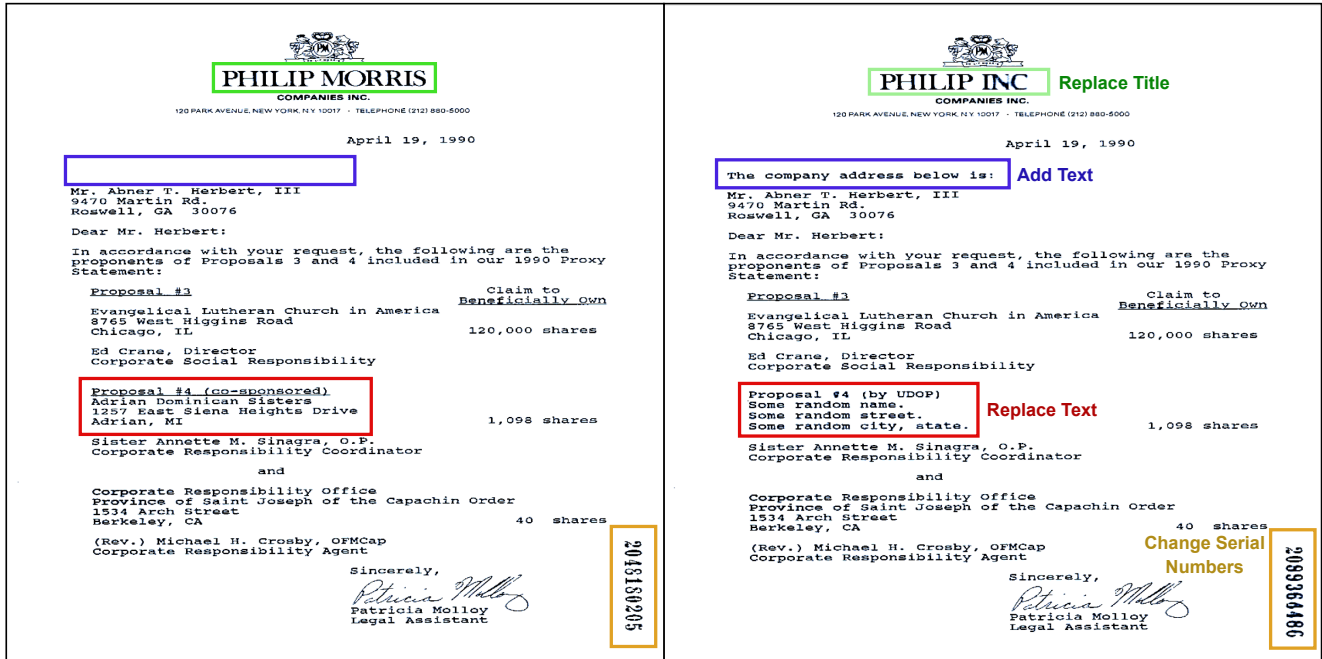 PM
PHILIP MORRIS
COMPANIES INC.
120 PARK AVENUE, NEW YORK, N.Y. 10017 • TELEPHONE (212) 880-5000
April 19, 1990
Mr. Abner T. Herbert, III
9470 Martin Rd.
Roswell, GA 30076
Dear Mr. Herbert:
In accordance with your request, the following are the
proponents of Proposals 3 and 4 included in our 1990 Proxy
Statement:
Proposal #3
Claim to
Beneficially Own
Evangelical Lutheran Church in America
8765 West Higgins Road
Chicago, IL 120,000 shares
Ed Crane, Director
Corporate Social Responsibility
Proposal #4 (co-sponsored)
Adrian Dominican Sisters
1257 East Siena Heights Drive
Adrian, MI 1,098 shares
Sister Annette M. Sinagra, O.P.
Corporate Responsibility Coordinator
and
Corporate Responsibility Office
Province of Saint Joseph of the Capachin Order
1534 Arch Street
Berkeley, CA 40 shares
(Rev.) Michael H. Crosby, OFMCap
Corporate Responsibility Agent
Sincerely,
Patricia Molloy
Patricia Molloy
Legal Assistant
2048180205
PM
PHILIP INC
Replace Title
COMPANIES INC.
120 PARK AVENUE, NEW YORK, N.Y. 10017 • TELEPHONE (212) 880-5000
April 19, 1990
The company address below is:
Add Text
Mr. Abner T. Herbert, III
9470 Martin Rd.
Roswell, GA 30076
Dear Mr. Herbert:
In accordance with your request, the following are the
proponents of Proposals 3 and 4 included in our 1990 Proxy
Statement:
Proposal #3
Claim to
Beneficially Own
Evangelical Lutheran Church in America
8765 West Higgins Road
Chicago, IL 120,000 shares
Ed Crane, Director
Corporate Social Responsibility
Proposal #4 (by UDOP)
Some random name.
Some random street.
Replace Text
Some random city, state. 1,098 shares
Sister Annette M. Sinagra, O.P.
Corporate Responsibility Coordinator
and
Corporate Responsibility Office
Province of Saint Joseph of the Capachin Order
1534 Arch Street
Berkeley, CA 40 shares
(Rev.) Michael H. Crosby, OFMCap
Corporate Responsibility Agent
Change Serial
Numbers
Sincerely,
Patricia Molloy
Patricia Molloy
Legal Assistant
2089366486